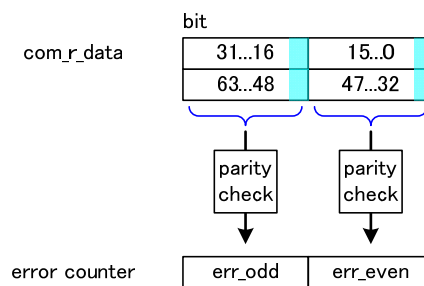 bit
com_r_data 31...16 15...0
63...48 47...32
parity check parity check
error counter err_odd err_even